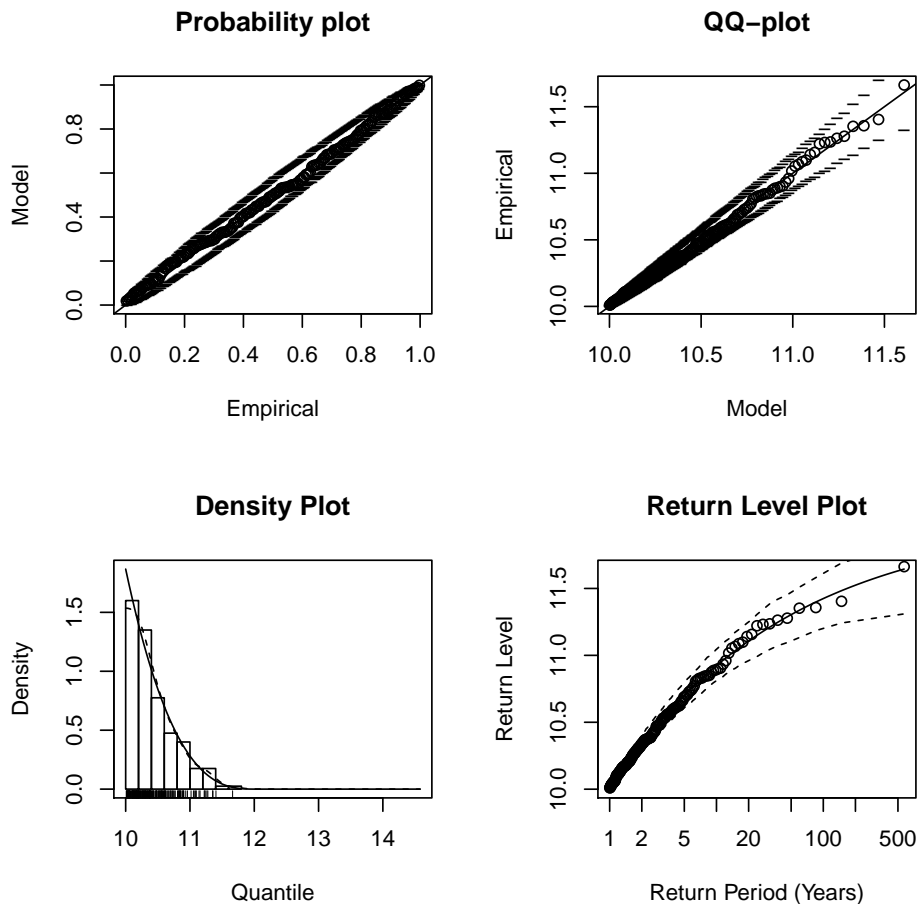 Probability plot
Model
0.0 0.4 0.8
0.0 0.2 0.4 0.6 0.8 1.0
Empirical
QQ−plot
Empirical
10.0 10.5 11.0 11.5
10.0 10.5 11.0 11.5
Model
Density Plot
Density
0.0 0.5 1.0 1.5
10 11 12 13 14
Quantile
Return Level Plot
Return Level
10.0 10.5 11.0 11.5
1 2 5 20 100 500
Return Period (Years)